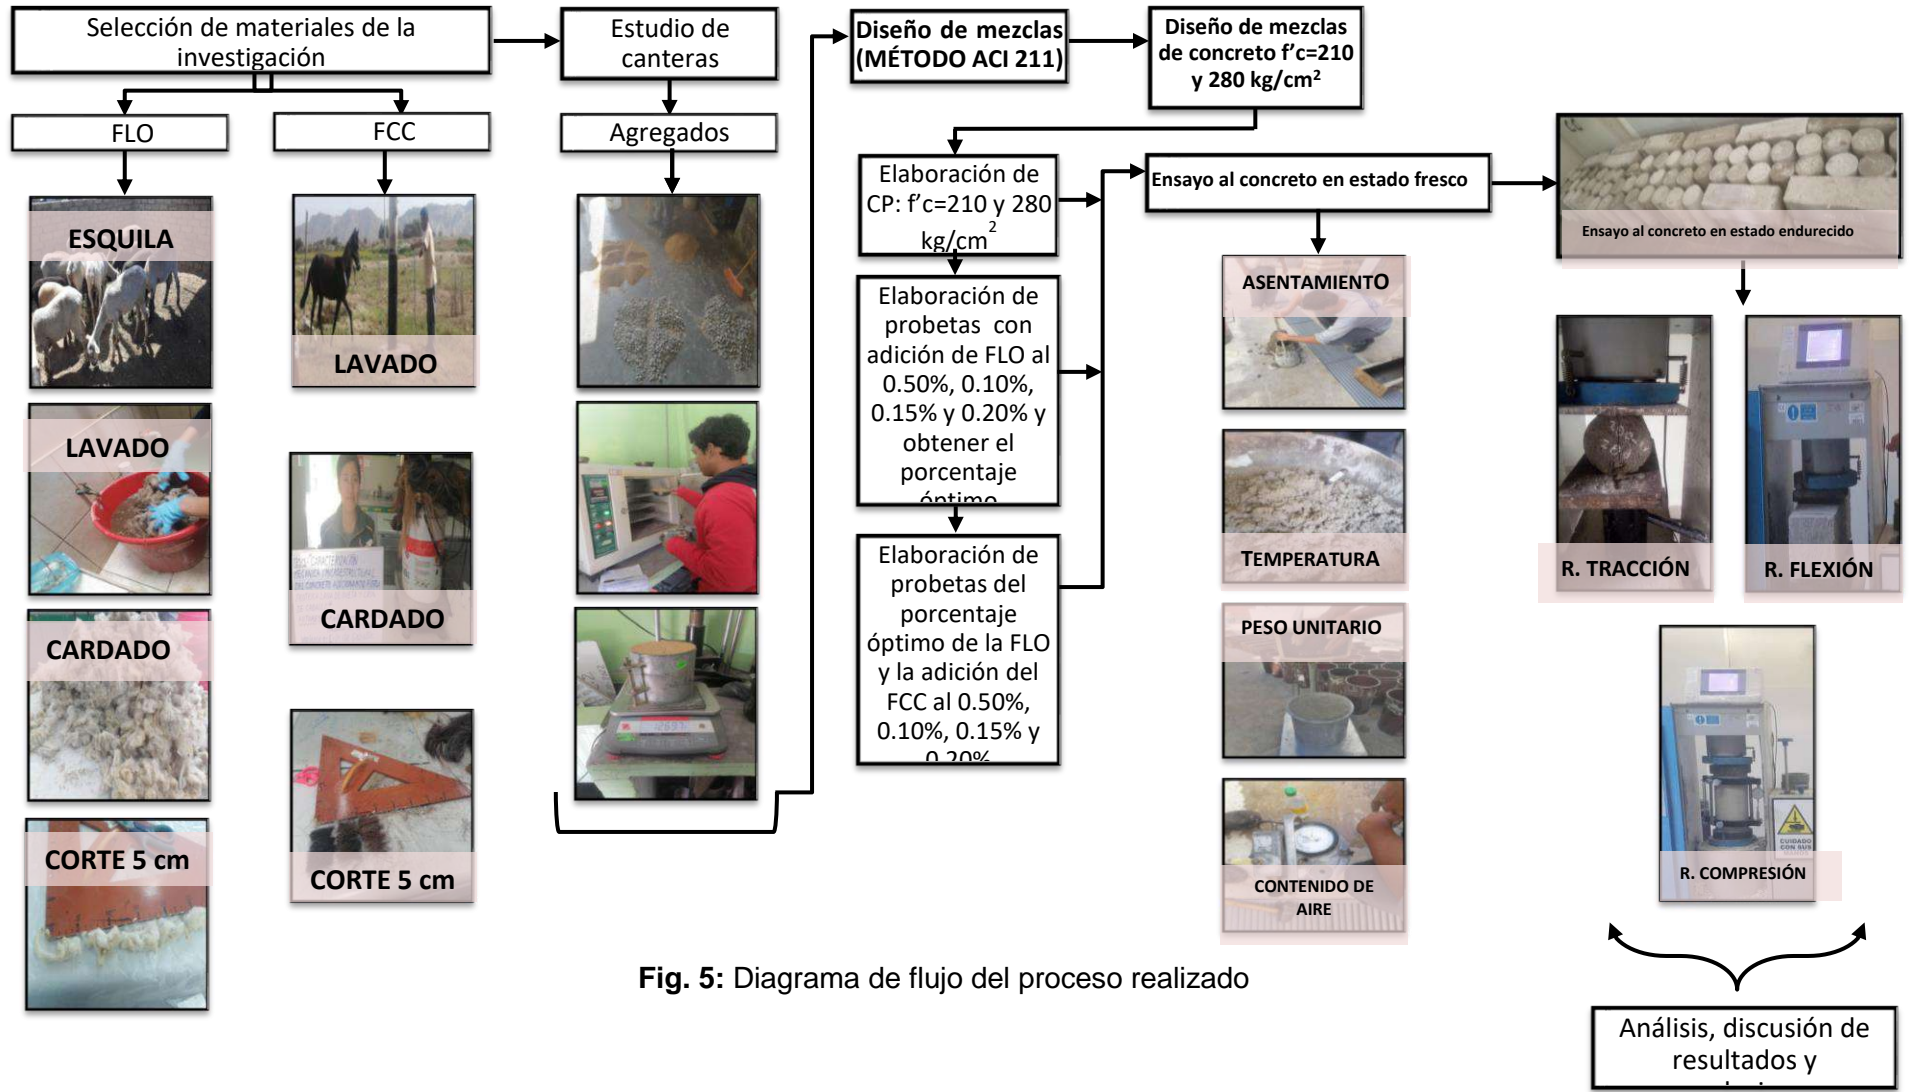 Selección de materiales de la
investigación
FLO
ESQUILA
LAVADO
CARDADO
CORTE 5 cm
FCC
LAVADO
CARDADO
CORTE 5 cm
Estudio de
canteras
Agregados
Diseño de mezclas
(MÉTODO ACI 211)
Diseño de mezclas
de concreto f'c=210
y 280 kg/cm²
Elaboración de
CP: f'c=210 y 280
kg/cm²
Elaboración de
probetas con
adición de FLO al
0.50%, 0.10%,
0.15% y 0.20% y
obtener el
porcentaje
óptimo
Elaboración de
probetas del
porcentaje
óptimo de la FLO
y la adición del
FCC al 0.50%,
0.10%, 0.15% y
0.20%
Ensayo al concreto en estado fresco
ASENTAMIENTO
TEMPERATURA
PESO UNITARIO
CONTENIDO DE
AIRE
Ensayo al concreto en estado endurecido
R. TRACCIÓN
R. FLEXIÓN
CUIDADO
CON SUS
R. COMPRESIÓN
Análisis, discusión de
resultados y
Fig. 5: Diagrama de flujo del proceso realizado